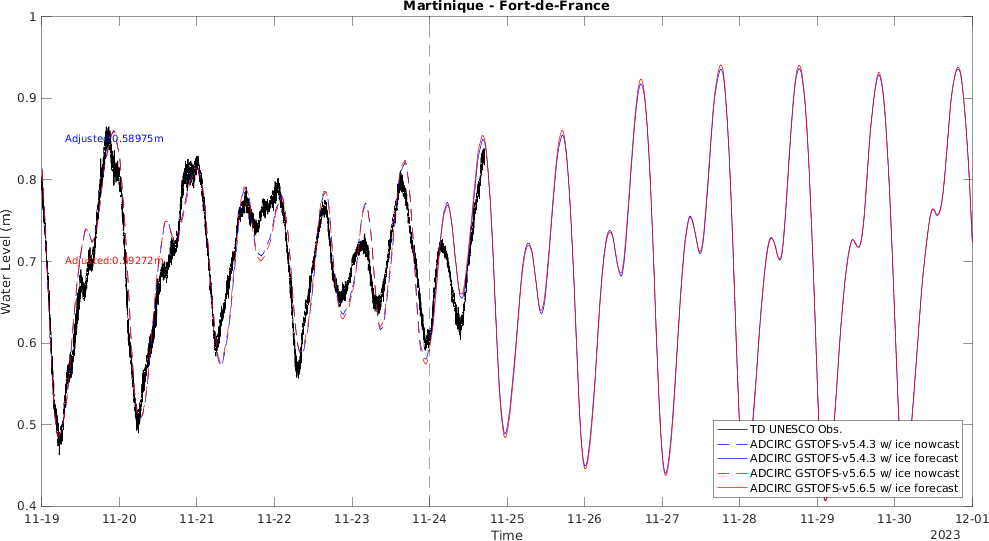 Martinique - Fort-de-France
Water Level (m)
1
0.9
0.8
0.7
0.6
0.5
0.4
Adjusted:0.58975m
Adjusted:0.59272m
TD UNESCO Obs.
ADCIRC GSTOFS-v5.4.3 w/ ice nowcast
ADCIRC GSTOFS-v5.4.3 w/ ice forecast
ADCIRC GSTOFS-v5.6.5 w/ ice nowcast
ADCIRC GSTOFS-v5.6.5 w/ ice forecast
11-19 11-20 11-21 11-22 11-23 11-24 11-25 11-26 11-27 11-28 11-29 11-30 12-01
Time
2023